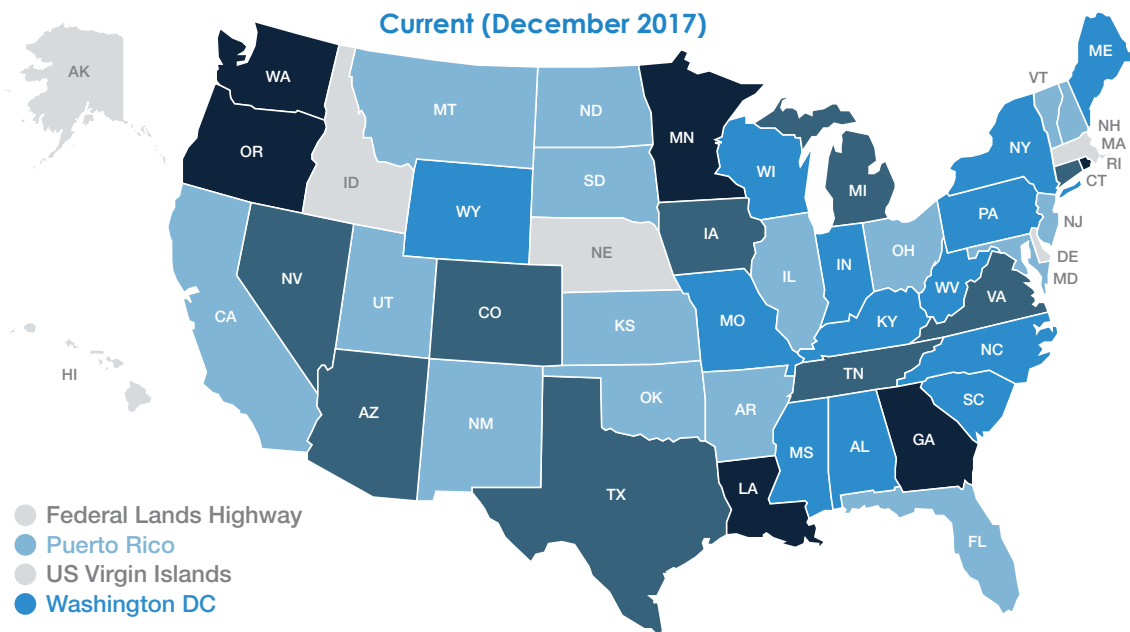 Current (December 2017)
AK
WA
OR
ID
MT
ND
SD
MN
WI
MI
ME
VT
NH
MA
RI
CT
NY
PA
NJ
DE
MD
WY
NE
IA
IL
IN
OH
WV
VA
NV
UT
CO
KS
MO
KY
NC
CA
TN
SC
AZ
NM
OK
AR
MS
AL
GA
TX
LA
FL
HI
Federal Lands Highway
Puerto Rico
US Virgin Islands
Washington DC